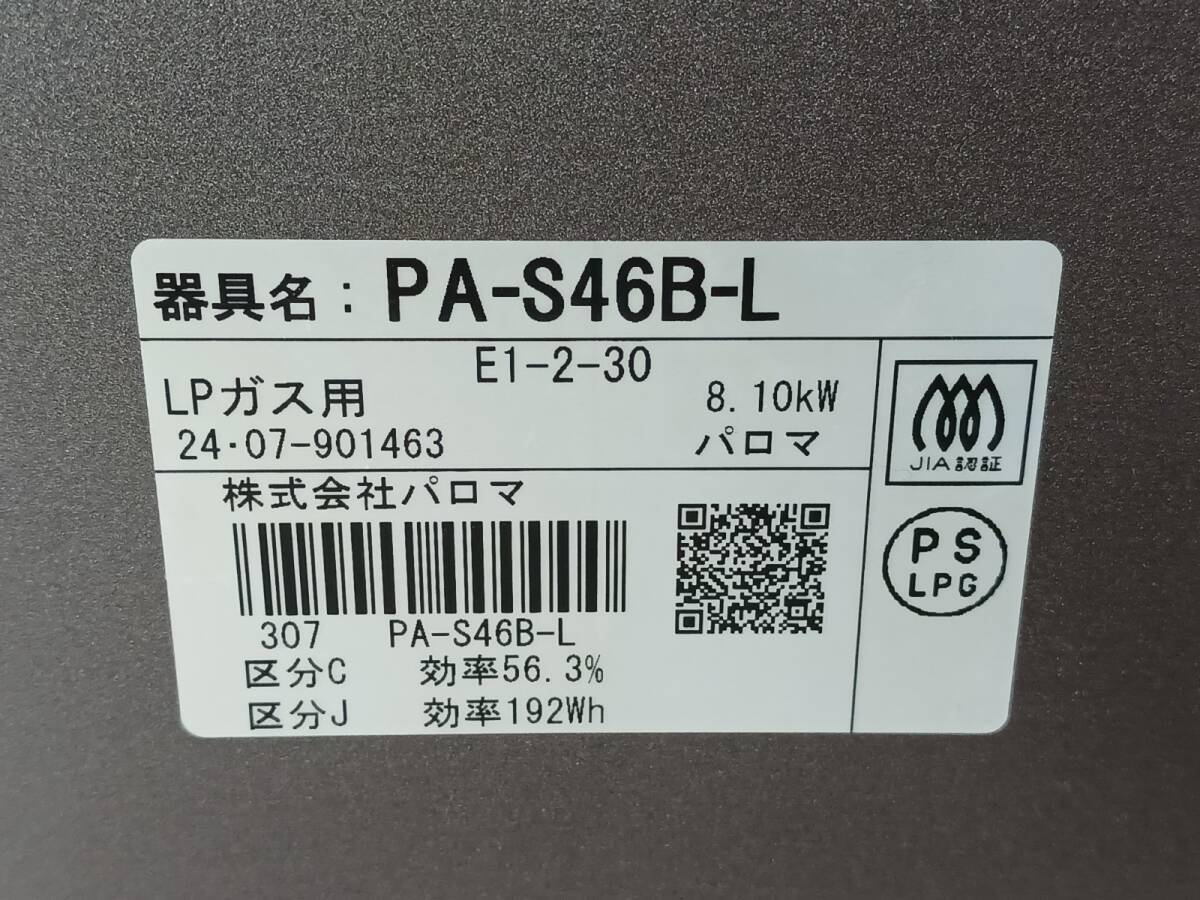 器具名：PA-S46B-L
E1-2-30
LPガス用 8.10kW
24・07-901463 パロマ
JIA認証
株式会社パロマ
PS
LPG
307 PA-S46B-L
区分C 効率56.3%
区分J 効率192Wh